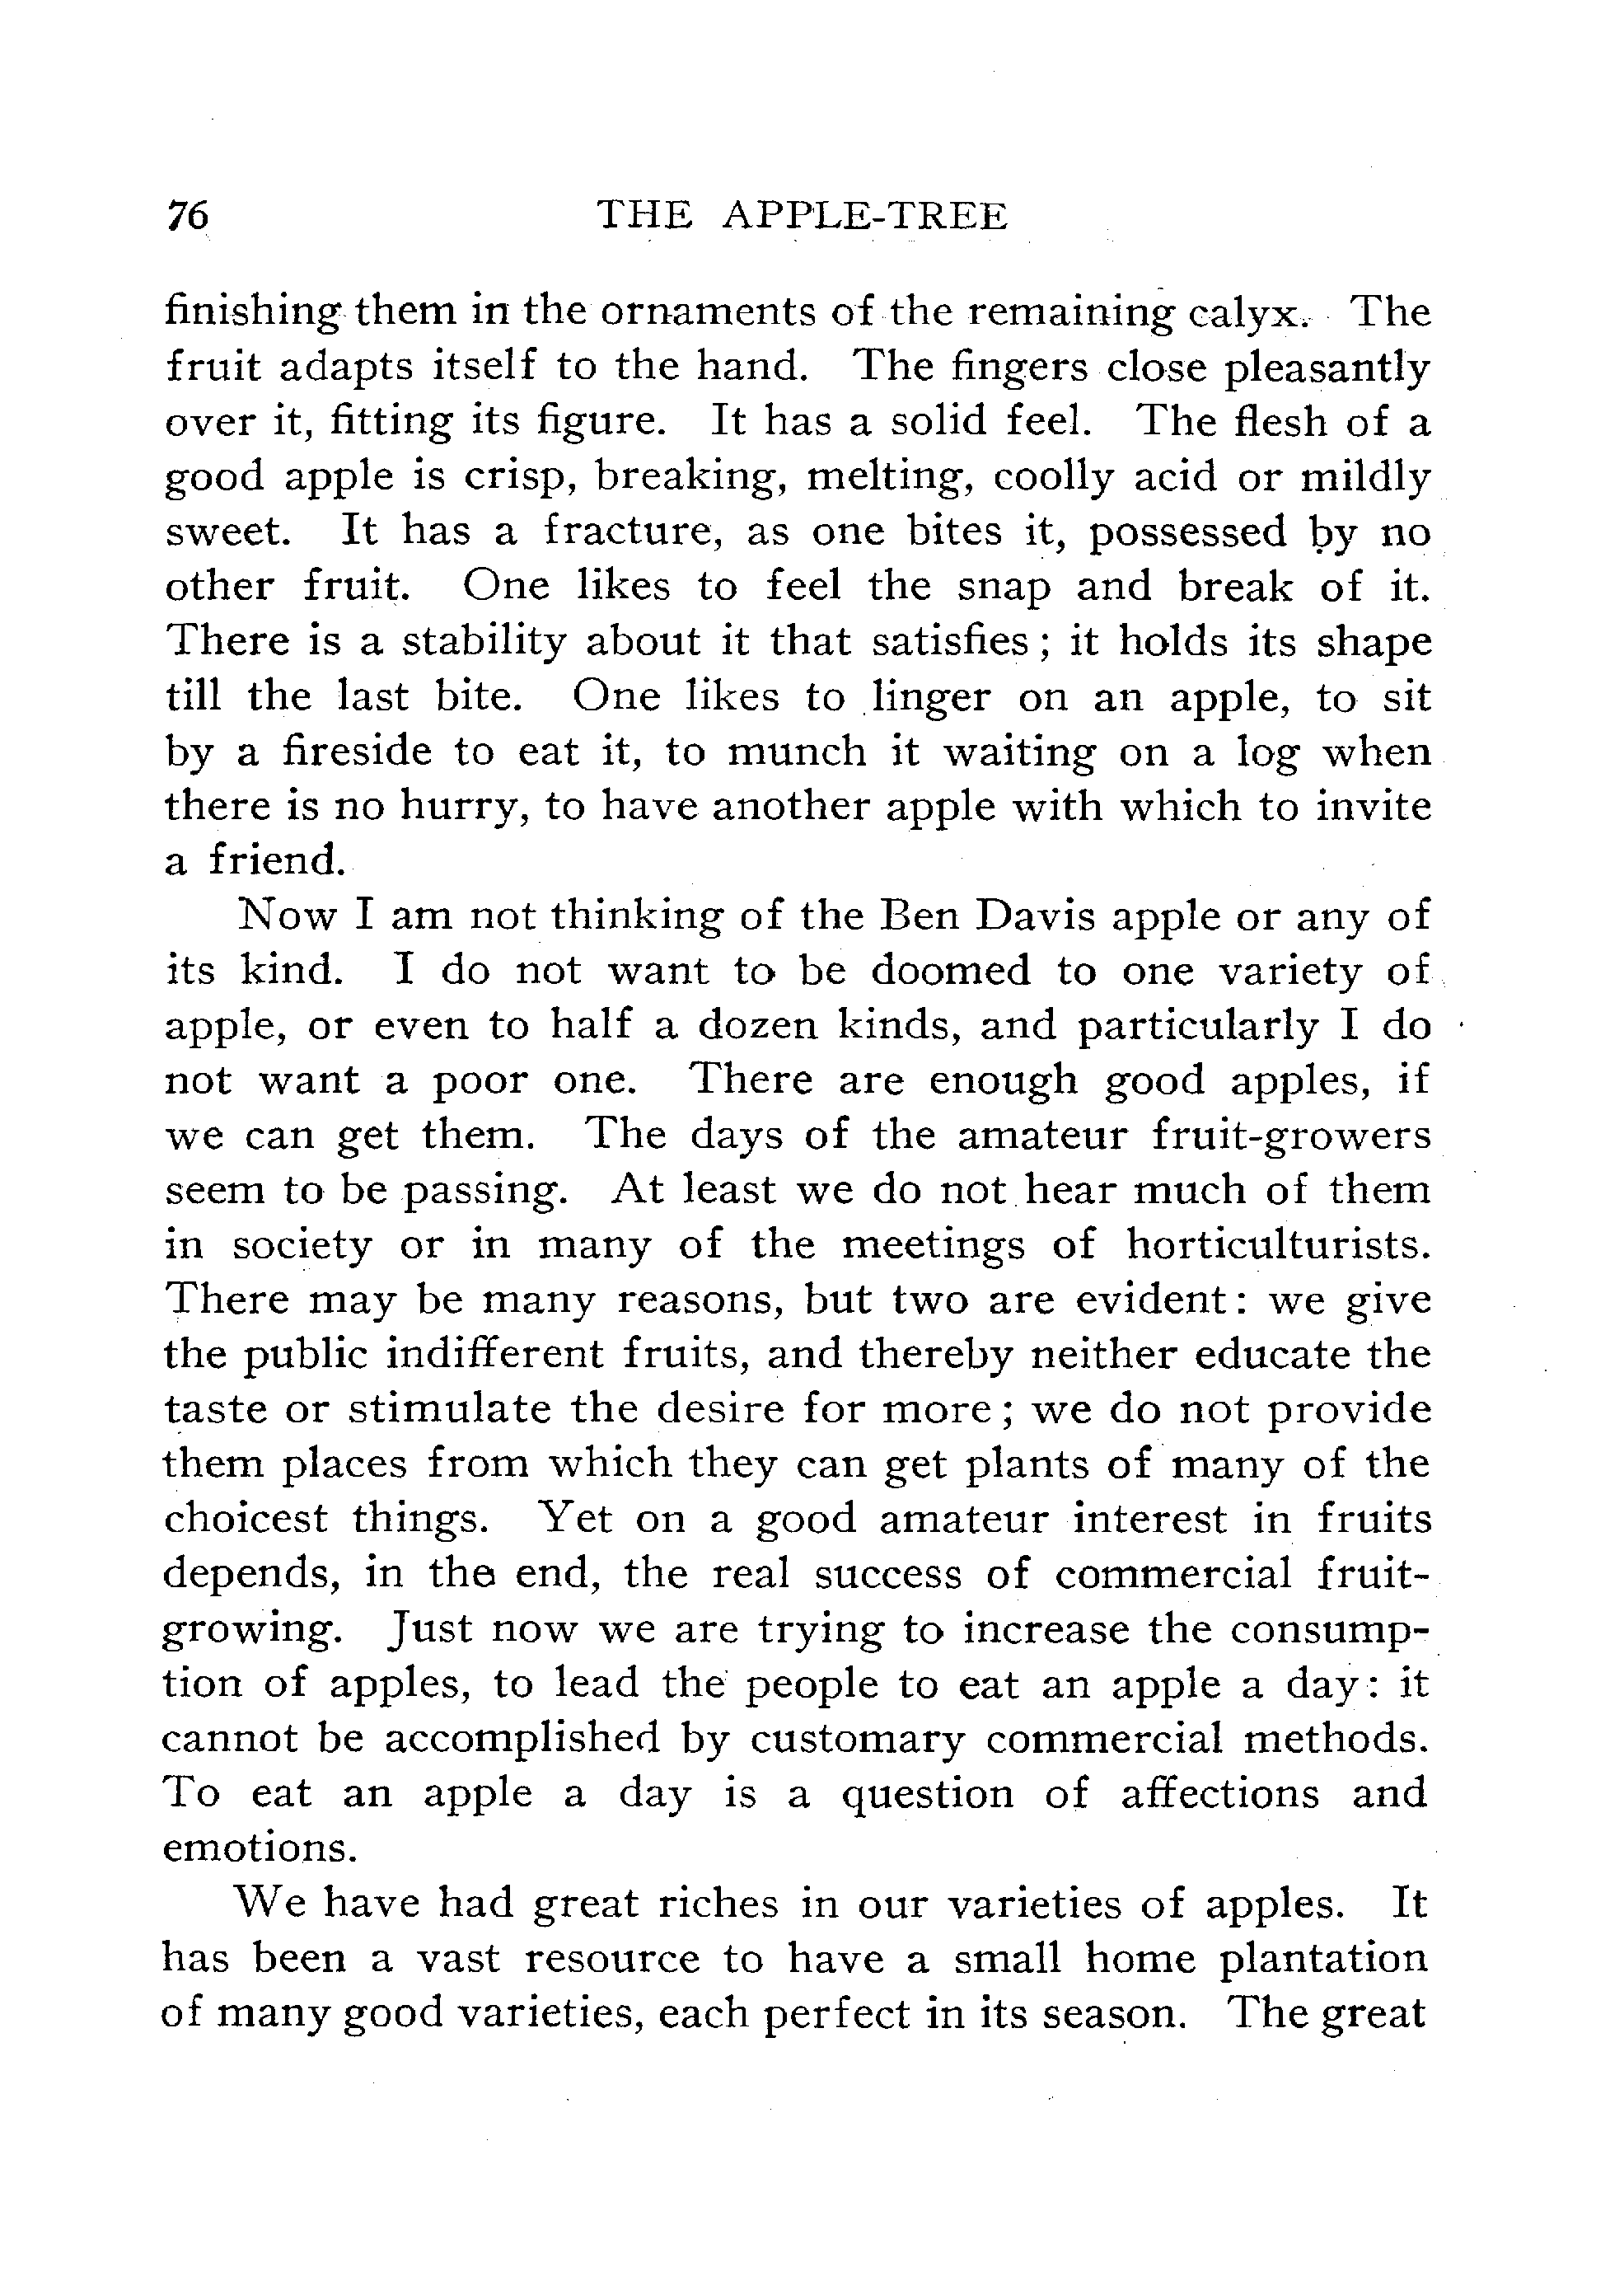 76 THE APPLE-TREE
finishing them in the ornaments of the remaining calyx. The
fruit adapts itself to the hand. The fingers close pleasantly
over it, fitting its figure. It has a solid feel. The flesh of a
good apple is crisp, breaking, melting, coolly acid or mildly
sweet. It has a fracture, as one bites it, possessed by no
other fruit. One likes to feel the snap and break of it.
There is a stability about it that satisfies; it holds its shape
till the last bite. One likes to linger on an apple, to sit
by a fireside to eat it, to munch it waiting on a log when
there is no hurry, to have another apple with which to invite
a friend.
Now I am not thinking of the Ben Davis apple or any of
its kind. I do not want to be doomed to one variety of
apple, or even to half a dozen kinds, and particularly I do
not want a poor one. There are enough good apples, if
we can get them. The days of the amateur fruit-growers
seem to be passing. At least we do not hear much of them
in society or in many of the meetings of horticulturists.
There may be many reasons, but two are evident: we give
the public indifferent fruits, and thereby neither educate the
taste or stimulate the desire for more; we do not provide
them places from which they can get plants of many of the
choicest things. Yet on a good amateur interest in fruits
depends, in the end, the real success of commercial fruit-
growing. Just now we are trying to increase the consump-
tion of apples, to lead the people to eat an apple a day: it
cannot be accomplished by customary commercial methods.
To eat an apple a day is a question of affections and
emotions.
We have had great riches in our varieties of apples. It
has been a vast resource to have a small home plantation
of many good varieties, each perfect in its season. The great